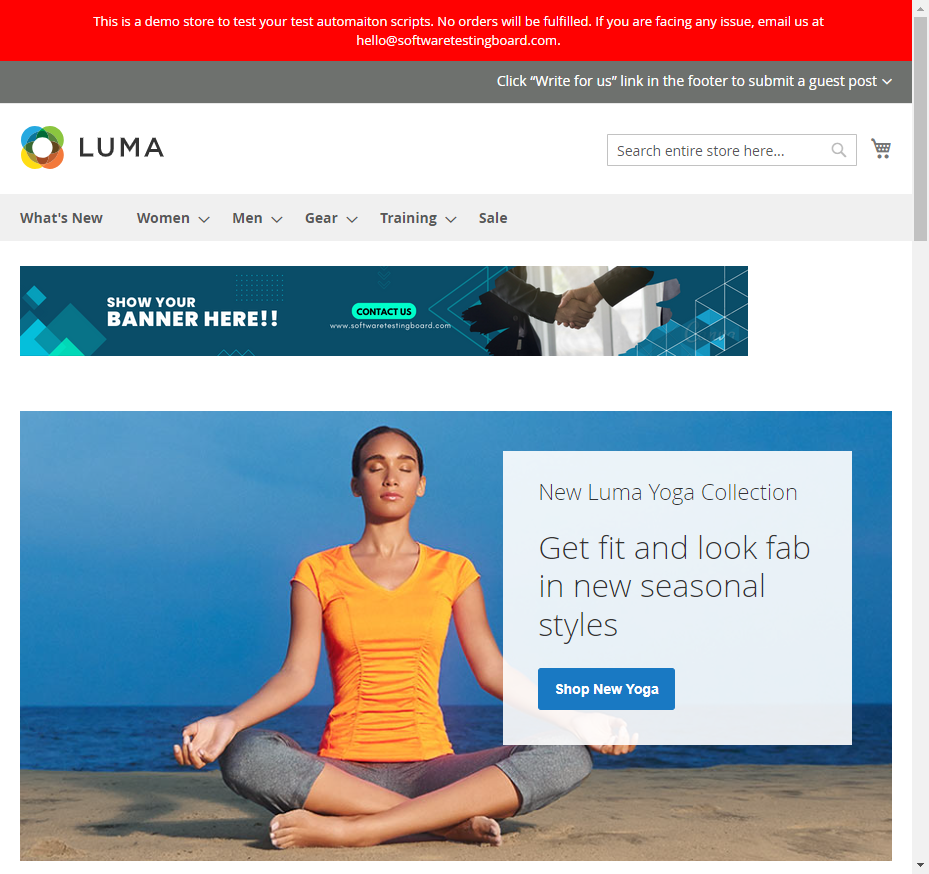 This is a demo store to test your test automaiton scripts. No orders will be fulfilled. If you are facing any issue, email us at
hello@softwaretestingboard.com.
Click “Write for us” link in the footer to submit a guest post
LUMA
Search entire store here...
What's New Women Men Gear Training Sale
SHOW YOUR
BANNER HERE!!
CONTACT US
www.softwaretestingboard.com
New Luma Yoga Collection
Get fit and look fab
in new seasonal
styles
Shop New Yoga